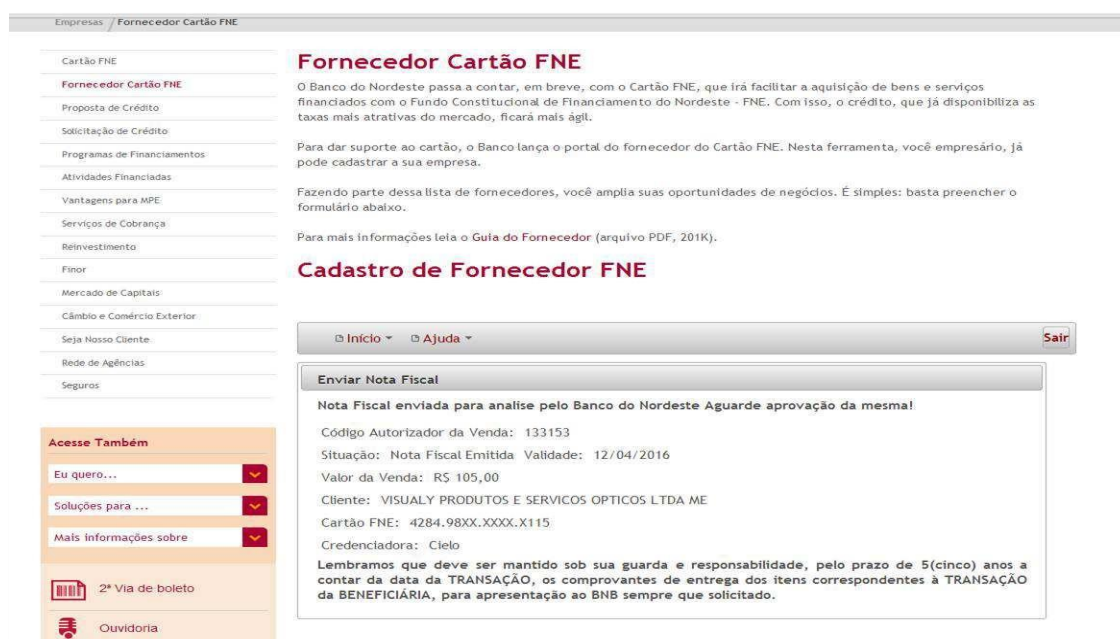 Empresas / Fornecedor Cartão FNE
Cartão FNE
Fornecedor Cartão FNE
Proposta de Crédito
Solicitação de Crédito
Programas de Financiamentos
Atividades Financiadas
Vantagens para MPE
Serviços de Cobrança
Reinvestimento
Finor
Mercado de Capitais
Câmbio e Comércio Exterior
Seja Nosso Cliente
Rede de Agências
Seguros
Acesse Também
Eu quero...
Soluções para ...
Mais informações sobre
2ª Via de boleto
Ouvidoria
Fornecedor Cartão FNE
O Banco do Nordeste passa a contar, em breve, com o Cartão FNE, que irá facilitar a aquisição de bens e serviços
financiados com o Fundo Constitucional de Financiamento do Nordeste - FNE. Com isso, o crédito, que já disponibiliza as
taxas mais atrativas do mercado, ficará mais ágil.
Para dar suporte ao cartão, o Banco lança o portal do fornecedor do Cartão FNE. Nesta ferramenta, você empresário, já
pode cadastrar a sua empresa.
Fazendo parte dessa lista de fornecedores, você amplia suas oportunidades de negócios. É simples: basta preencher o
formulário abaixo.
Para mais informações leia o Guia do Fornecedor (arquivo PDF, 201K).
Cadastro de Fornecedor FNE
Início Ajuda Sair
Enviar Nota Fiscal
Nota Fiscal enviada para analise pelo Banco do Nordeste Aguarde aprovação da mesma!
Código Autorizador da Venda: 133153
Situação: Nota Fiscal Emitida Validade: 12/04/2016
Valor da Venda: R$ 105,00
Cliente: VISUALY PRODUTOS E SERVICOS OPTICOS LTDA ME
Cartão FNE: 4284.98XX.XXXX.X115
Credenciadora: Cielo
Lembramos que deve ser mantido sob sua guarda e responsabilidade, pelo prazo de 5(cinco) anos a
contar da data da TRANSAÇÃO, os comprovantes de entrega dos itens correspondentes à TRANSAÇÃO
da BENEFICIÁRIA, para apresentação ao BNB sempre que solicitado.